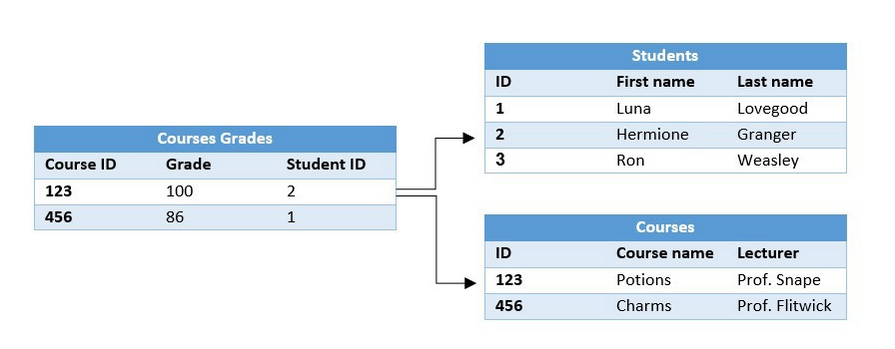 Courses Grades
Course ID Grade Student ID
123 100 2
456 86 1
Students
ID First name Last name
1 Luna Lovegood
2 Hermione Granger
3 Ron Weasley
Courses
ID Course name Lecturer
123 Potions Prof. Snape
456 Charms Prof. Flitwick